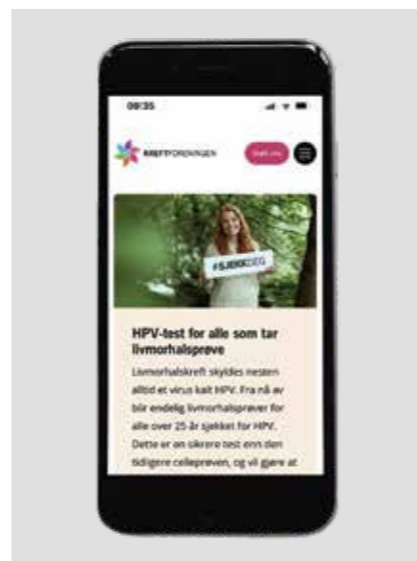 09:35
KREFTFORENINGEN
Støtt oss
#SJEKKDEG
HPV-test for alle som tar
livmorhalsprøve
Livmorhalskreft skyldes nesten
alltid et virus kalt HPV. Fra nå av
blir endelig livmorhalsprøver for
alle over 25 år sjekket for HPV.
Dette er en sikrere test enn den
tidligere celleprøven, og vil gjøre at